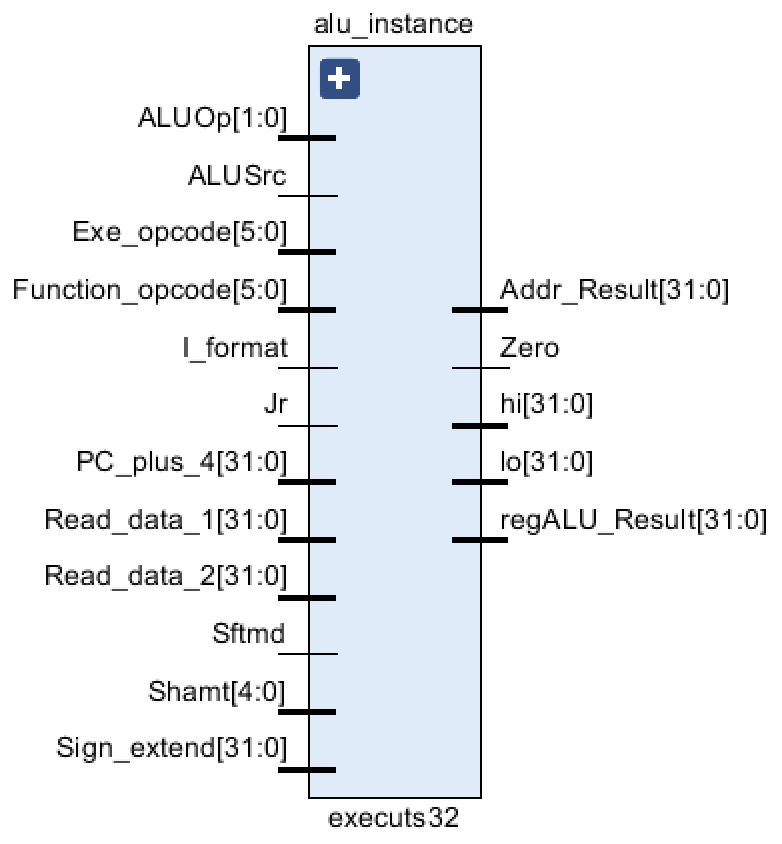 alu_instance
ALUOp[1:0]
ALUSrc
Exe_opcode[5:0]
Function_opcode[5:0]
I_format
Jr
PC_plus_4[31:0]
Read_data_1[31:0]
Read_data_2[31:0]
Sftmd
Shamt[4:0]
Sign_extend[31:0]
Addr_Result[31:0]
Zero
hi[31:0]
lo[31:0]
regALU_Result[31:0]
executs32